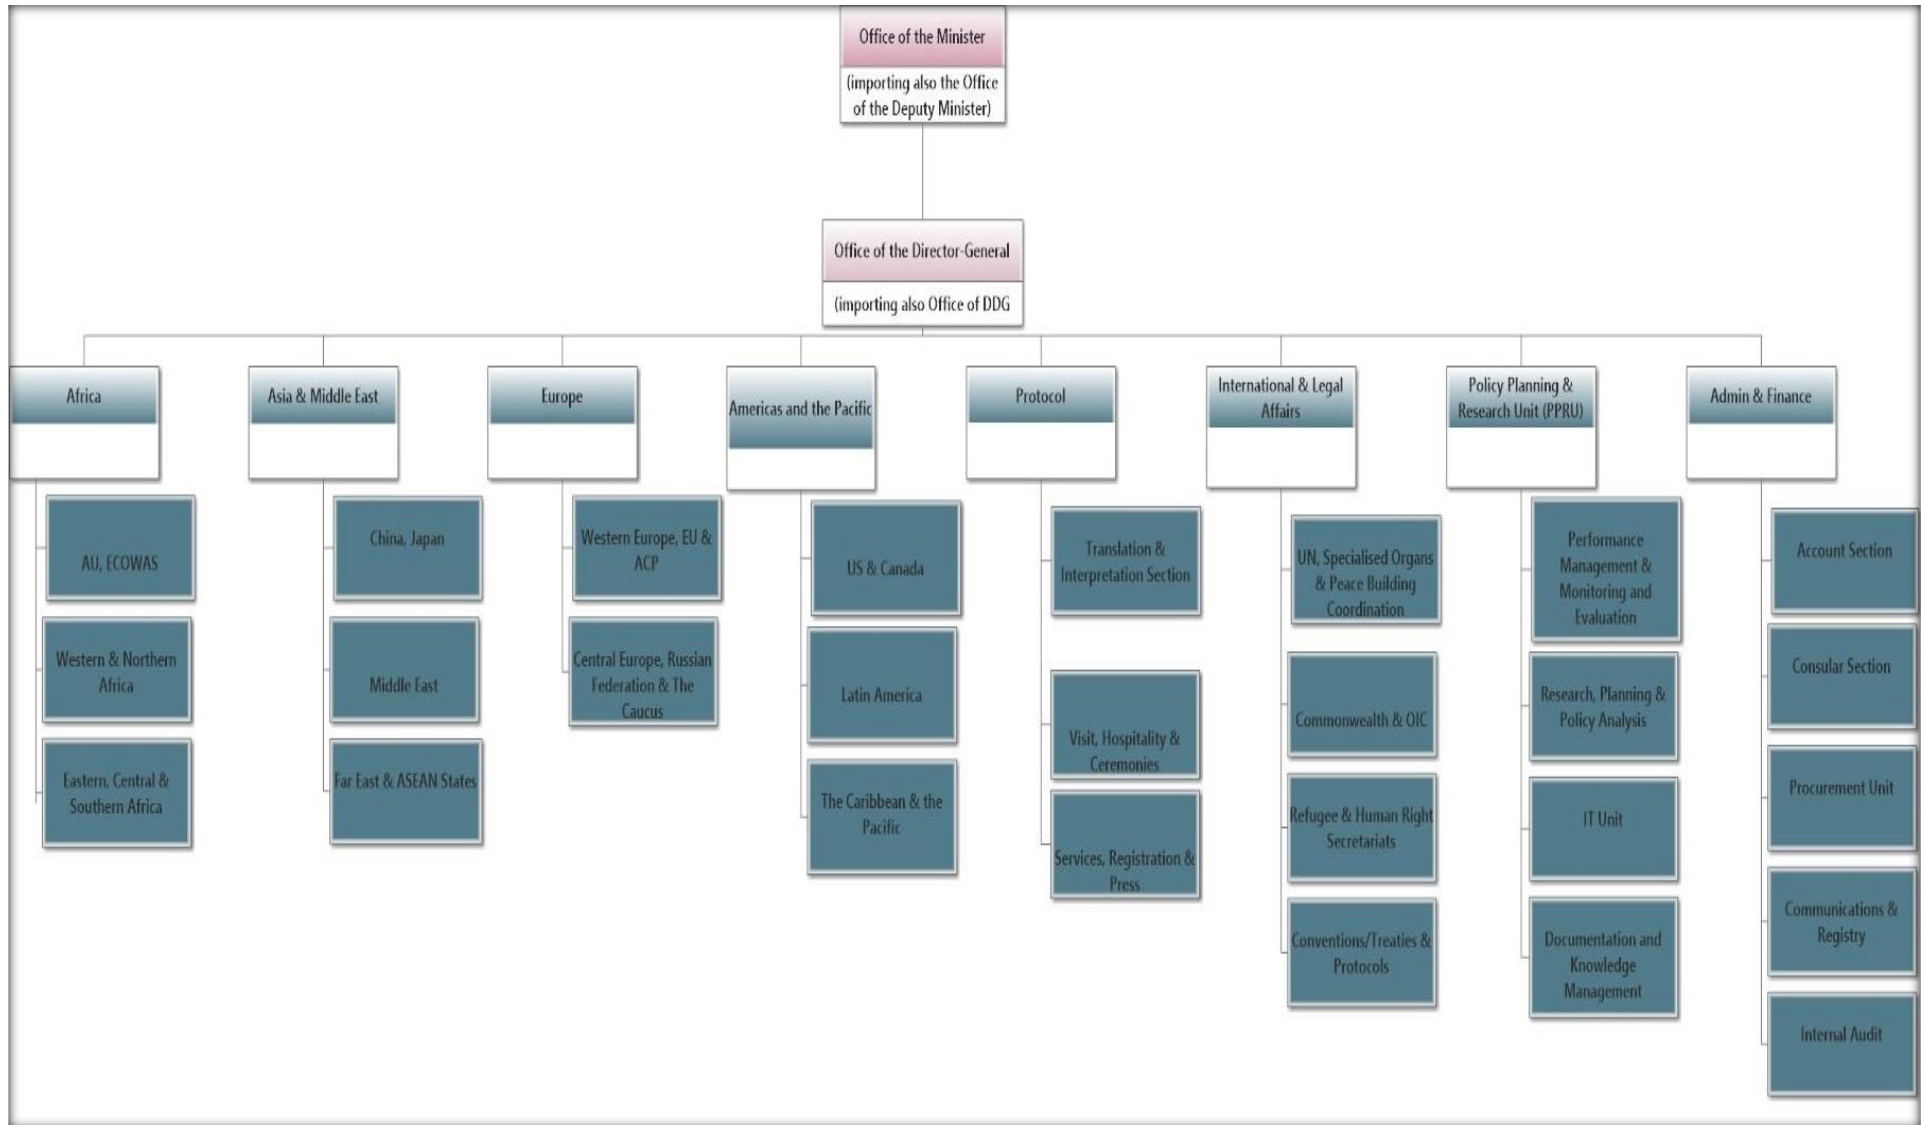 Office of the Minister
(importing also the Office
of the Deputy Minister)
Office of the Director-General
(importing also Office of DDG
Africa
AU, ECOWAS
Western & Northern
Africa
Eastern, Central &
Southern Africa
Asia & Middle East
China, Japan
Middle East
Far East & ASEAN States
Europe
Western Europe, EU &
ACP
Central Europe, Russian
Federation & The
Caucus
Americas and the Pacific
US & Canada
Latin America
The Caribbean & the
Pacific
Protocol
Translation &
Interpretation Section
Visit, Hospitality &
Ceremonies
Services, Registration &
Press
International & Legal
Affairs
UN, Specialised Organs
& Peace Building
Coordination
Commonwealth & OIC
Refugee & Human Right
Secretariats
Conventions/Treaties &
Protocols
Policy Planning &
Research Unit (PPRU)
Performance
Management &
Monitoring and
Evaluation
Research, Planning &
Policy Analysis
IT Unit
Documentation and
Knowledge
Management
Admin & Finance
Account Section
Consular Section
Procurement Unit
Communications &
Registry
Internal Audit